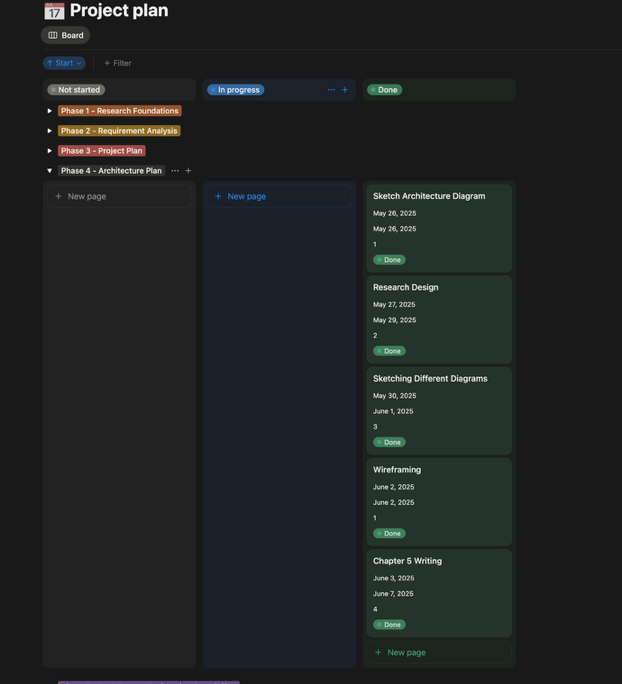 17
Project plan
Board
Start
Filter
Not started
In progress
Done
Phase 1 - Research Foundations
Phase 2 - Requirement Analysis
Phase 3 - Project Plan
Phase 4 - Architecture Plan
New page
New page
Sketch Architecture Diagram
May 26, 2025
May 26, 2025
1
Done
Research Design
May 27, 2025
May 29, 2025
2
Done
Sketching Different Diagrams
May 30, 2025
June 1, 2025
3
Done
Wireframing
June 2, 2025
June 2, 2025
1
Done
Chapter 5 Writing
June 3, 2025
June 7, 2025
4
Done
New page